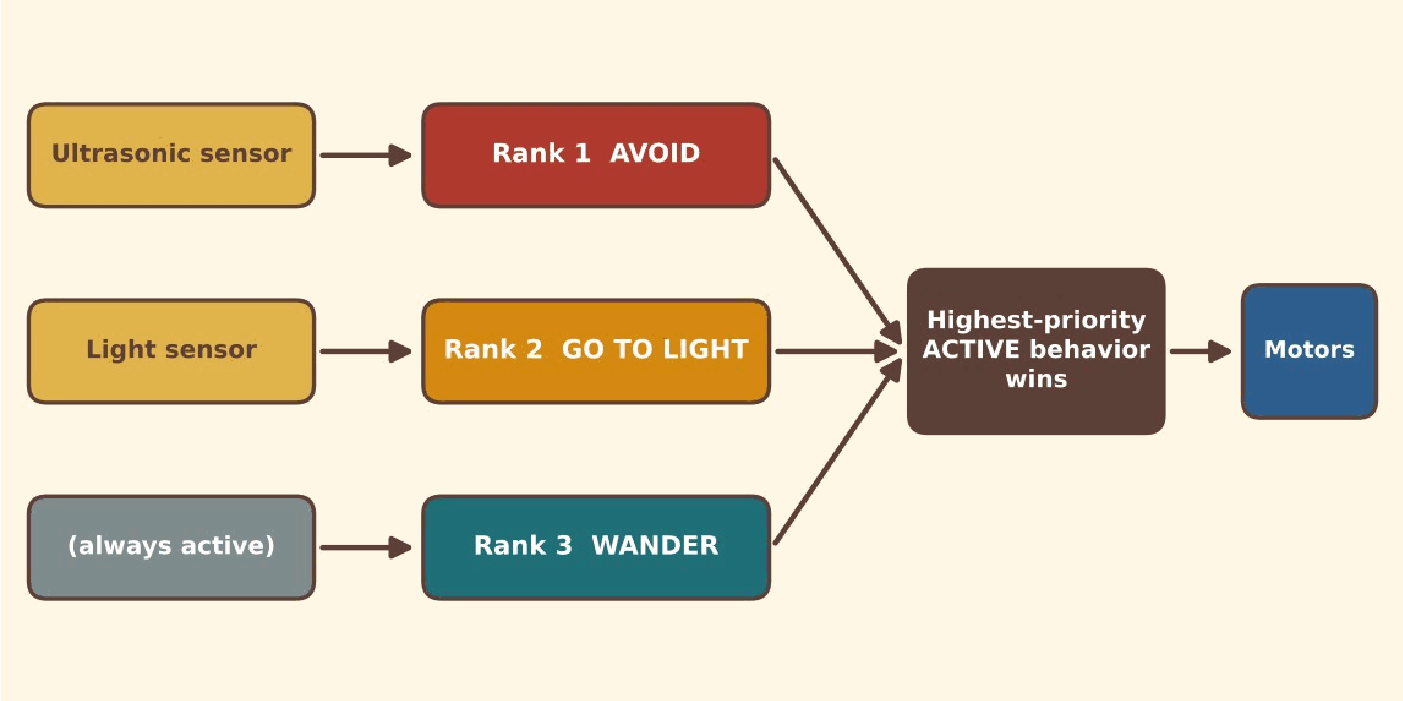 Ultrasonic sensor
Rank 1  AVOID
Light sensor
Rank 2  GO TO LIGHT
Highest-priority
ACTIVE behavior
wins
Motors
(always active)
Rank 3  WANDER